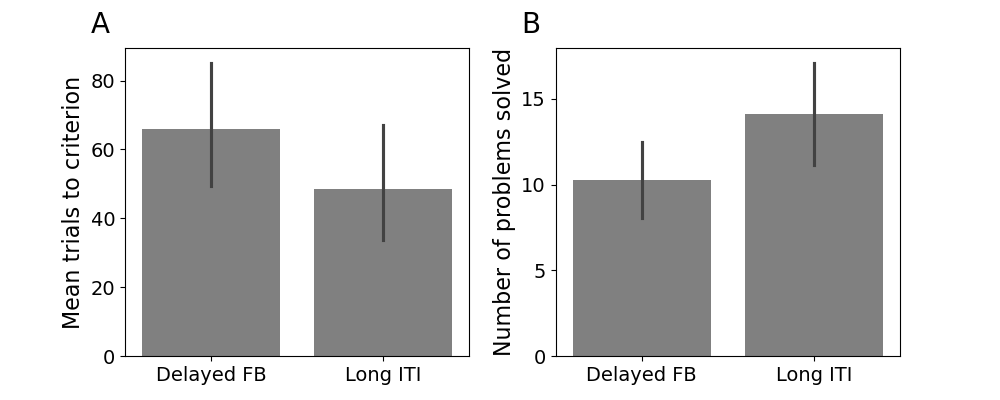 A
Mean trials to criterion
80
60
40
20
0
Delayed FB Long ITI
B
Number of problems solved
15
10
5
0
Delayed FB Long ITI